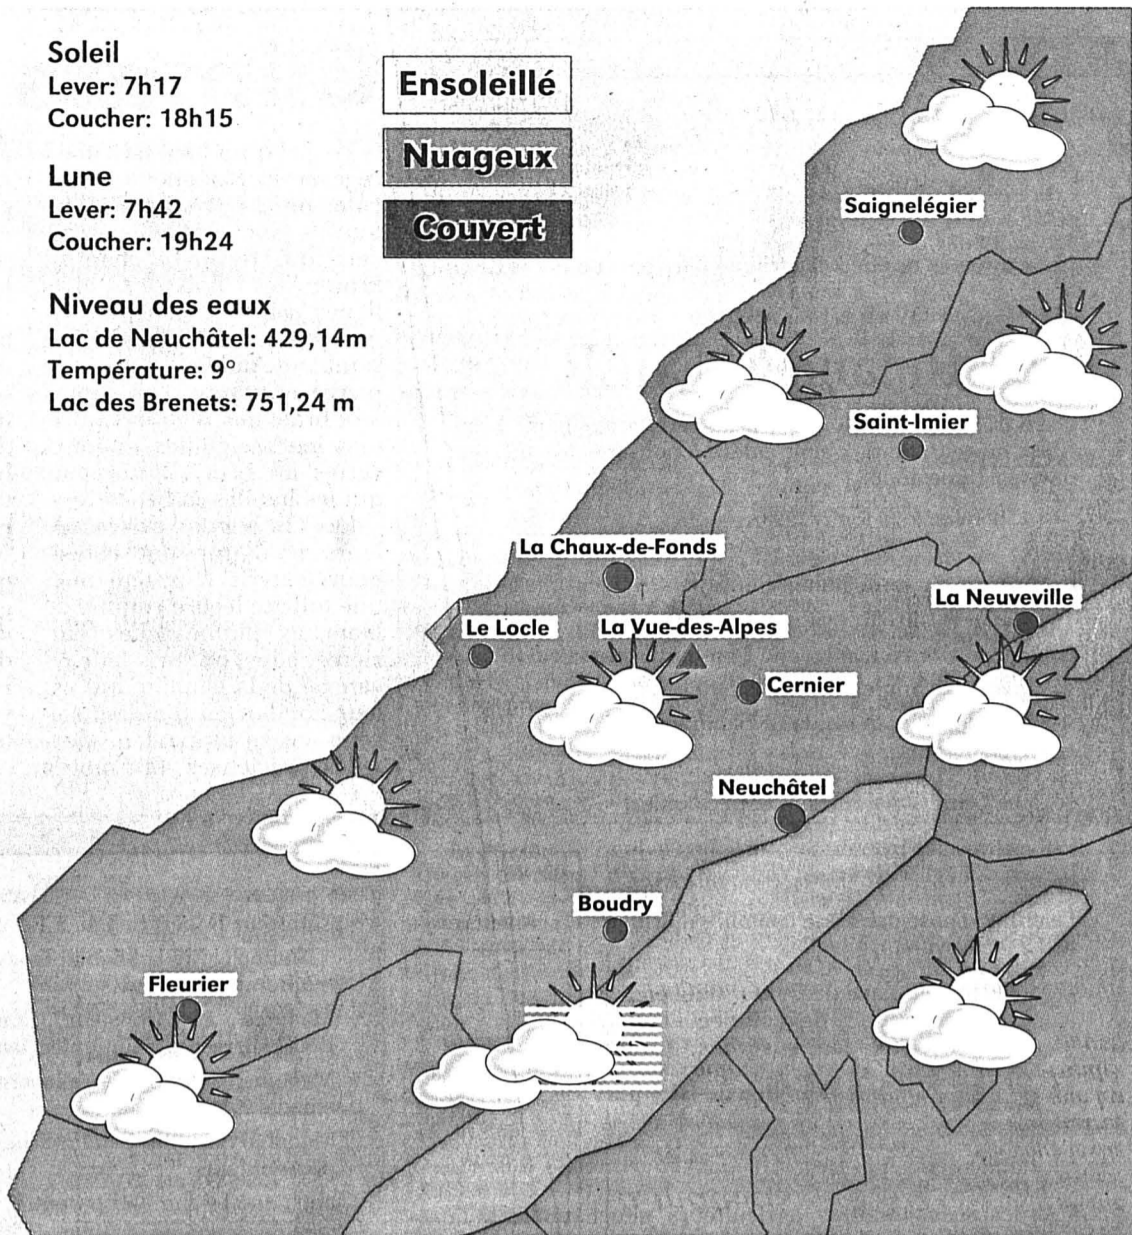 Soleil
Lever: 7h17
Coucher: 18h15
Lune
Lever: 7h42
Coucher: 19h24
Niveau des eaux
Lac de Neuchâtel: 429,14m
Température: 9°
Lac des Brenets: 751,24 m
Ensoleillé
Nuageux
Couvert
Saignelégier
Saint-Imier
La Chaux-de-Fonds
La Neuveville
Le Locle
La Vue-des-Alpes
Cernier
Neuchâtel
Boudry
Fleurier